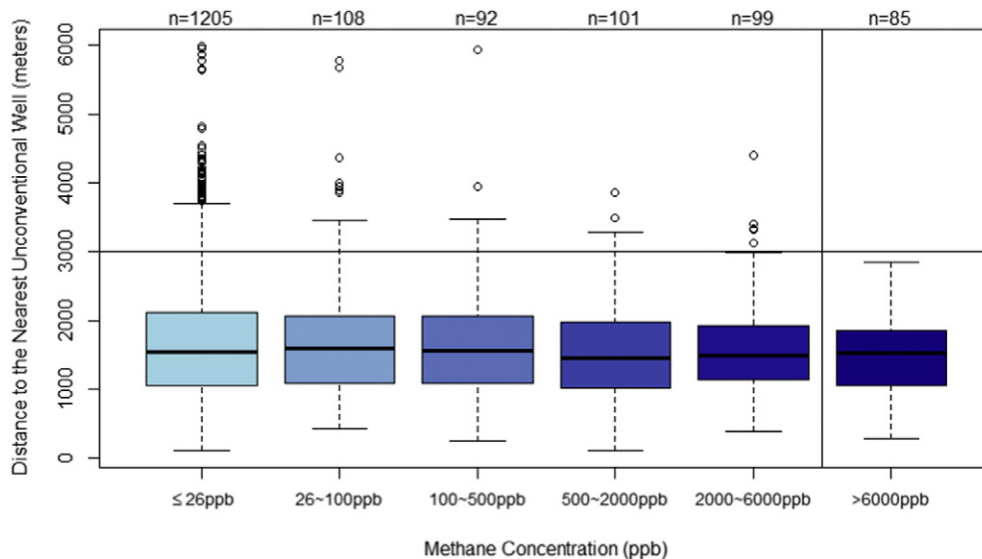 n=1205 n=108 n=92 n=101 n=99 n=85
Distance to the Nearest Unconventional Well (meters)
6000
5000
4000
3000
2000
1000
0
≤26ppb 26~100ppb 100~500ppb 500~2000ppb 2000~6000ppb >6000ppb
Methane Concentration (ppb)